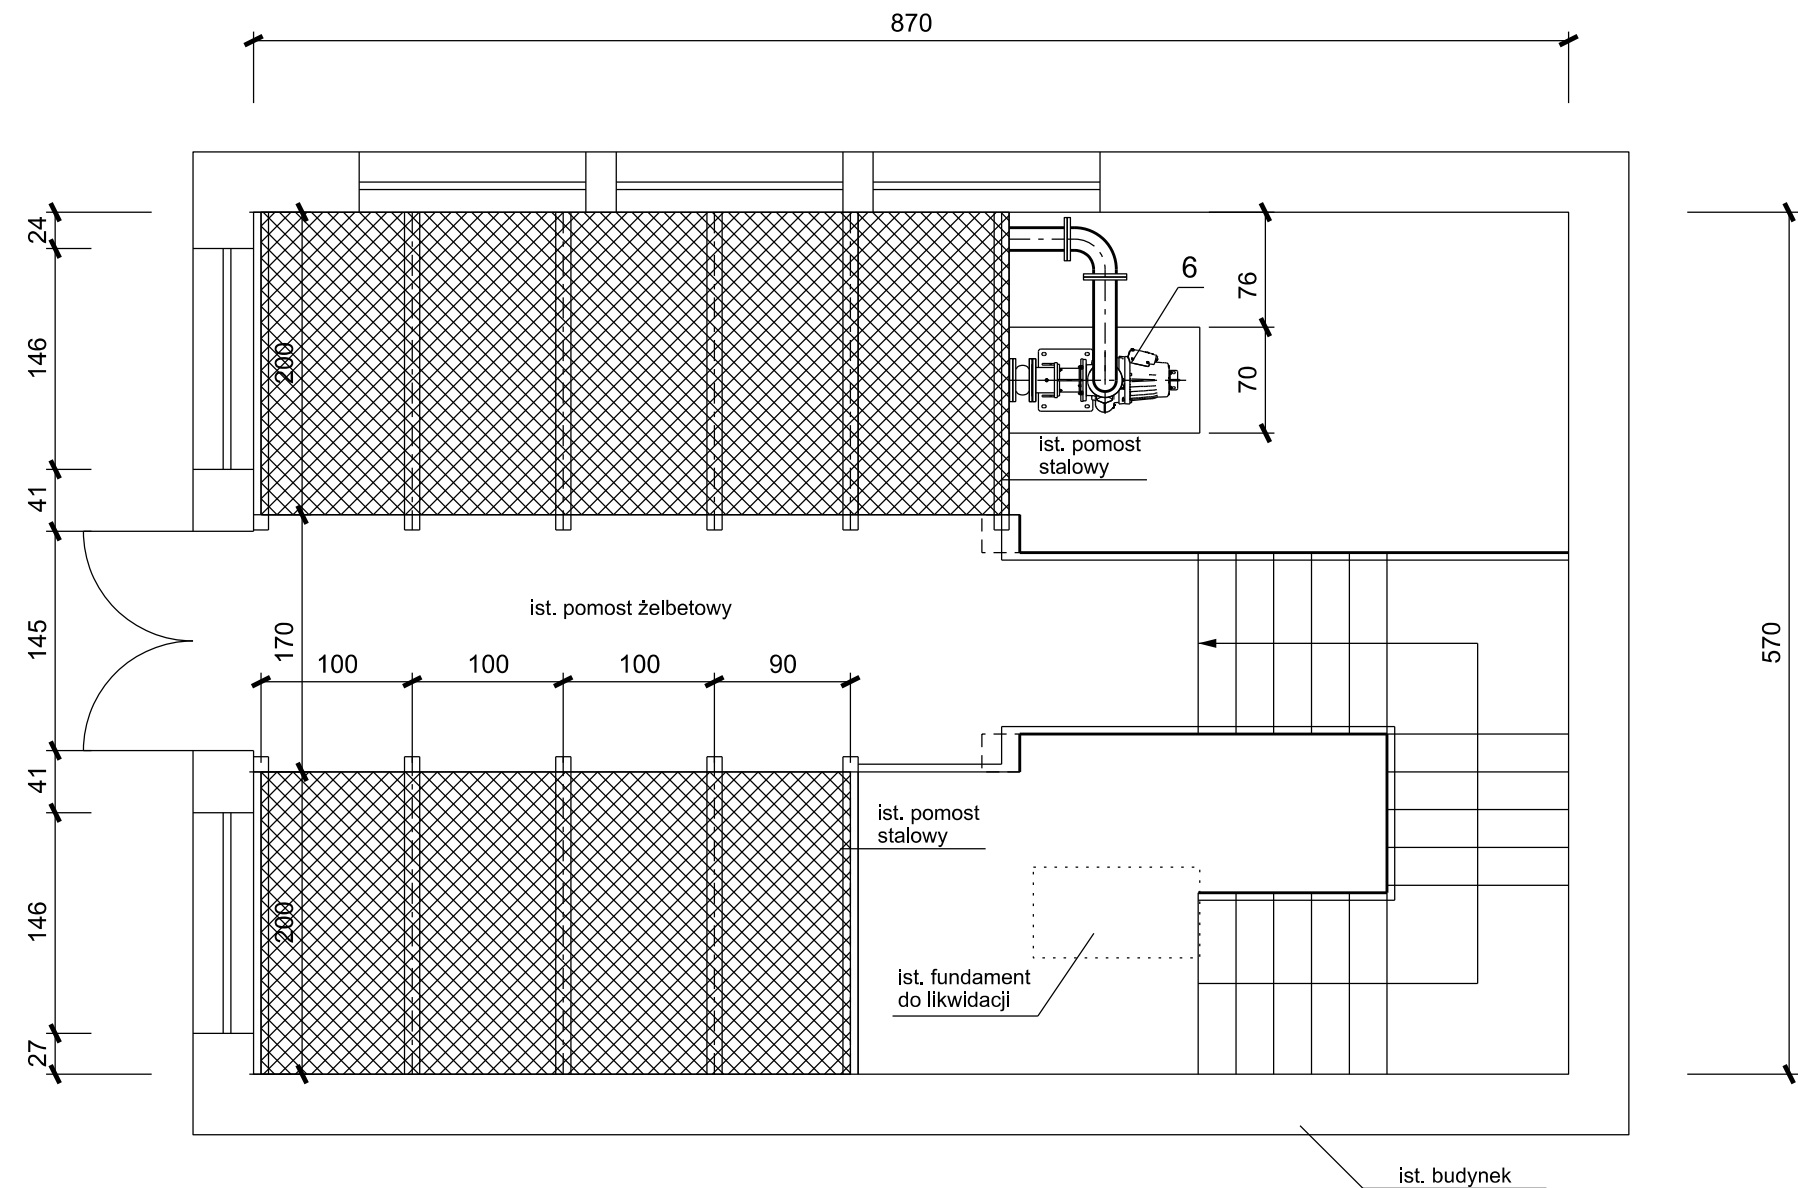 870
24
146
41
145
41
146
27
200
170
200
76
70
6
570
ist. pomost
stalowy
ist. pomost żelbetowy
100
100
100
90
ist. pomost
stalowy
ist. fundament
do likwidacji
ist. budynek